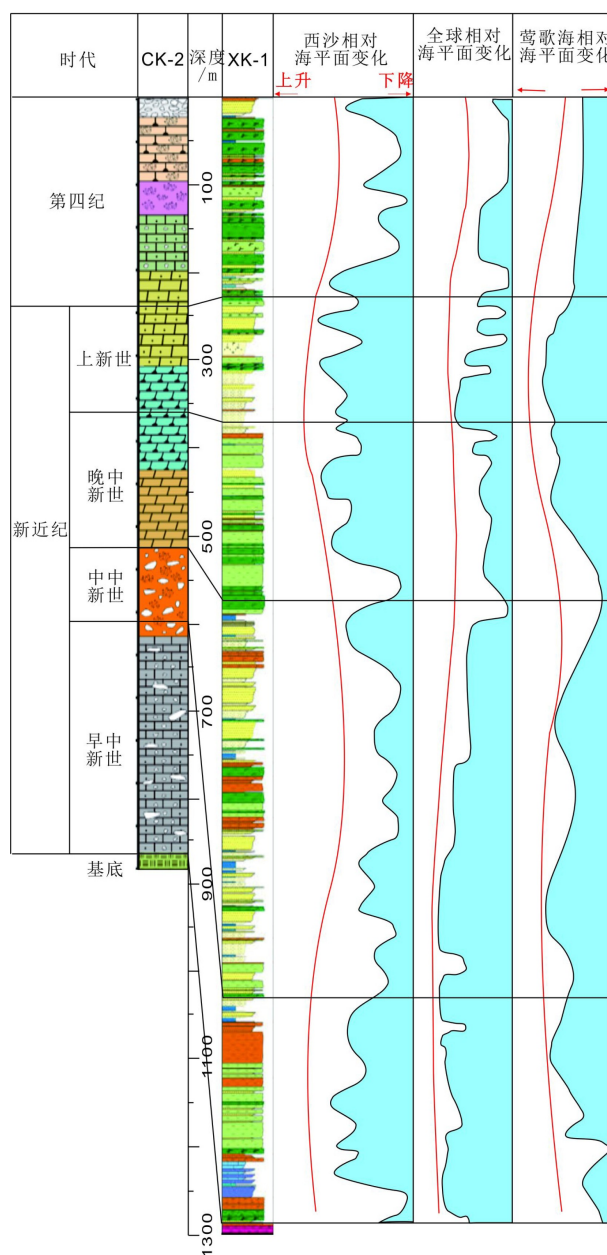 时代
CK-2
深度
/m
XK-1
西沙相对
海平面变化
上升
下降
全球相对
海平面变化
莺歌海相对
海平面变化
第四纪
新近纪
上新世
晚中
新世
中中
新世
早中
新世
基底
100
300
500
700
900
1100
1300